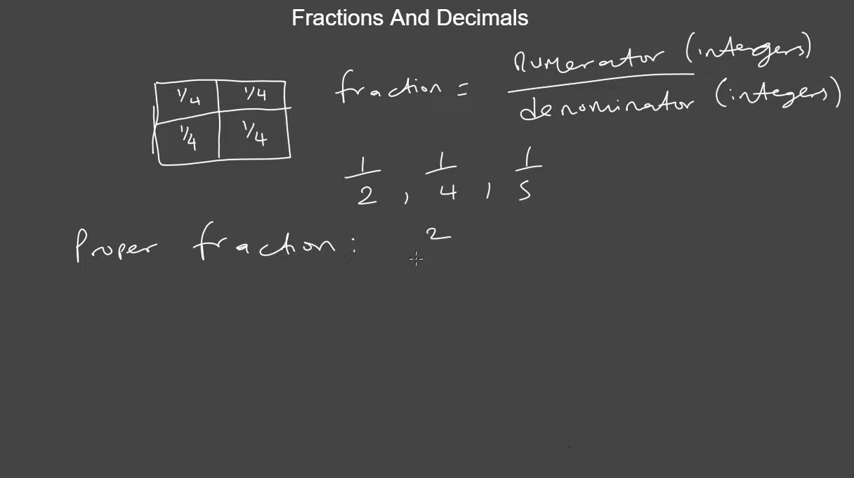 Fractions And Decimals
fraction = numerator (intergers)
denominator (integers)
1/4 1/4
1/4 1/4
1/2 , 1/4 , 1/5
Proper fraction : 2